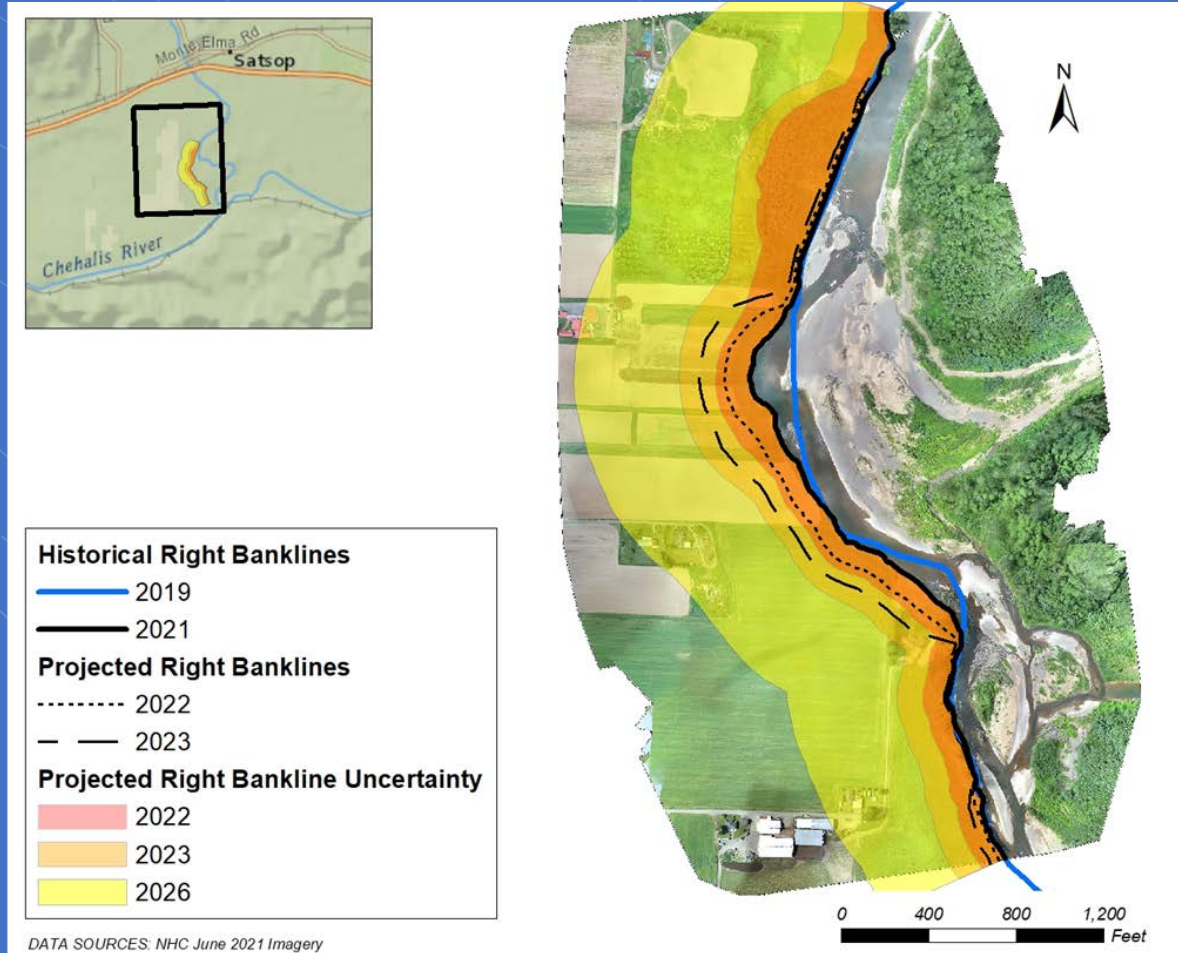 Monte Elma Rd
Satsop
Chehalis River
N
Historical Right Banklines
2019
2021
Projected Right Banklines
2022
2023
Projected Right Bankline Uncertainty
2022
2023
2026
0 400 800 1,200
Feet
DATA SOURCES: NHC June 2021 Imagery